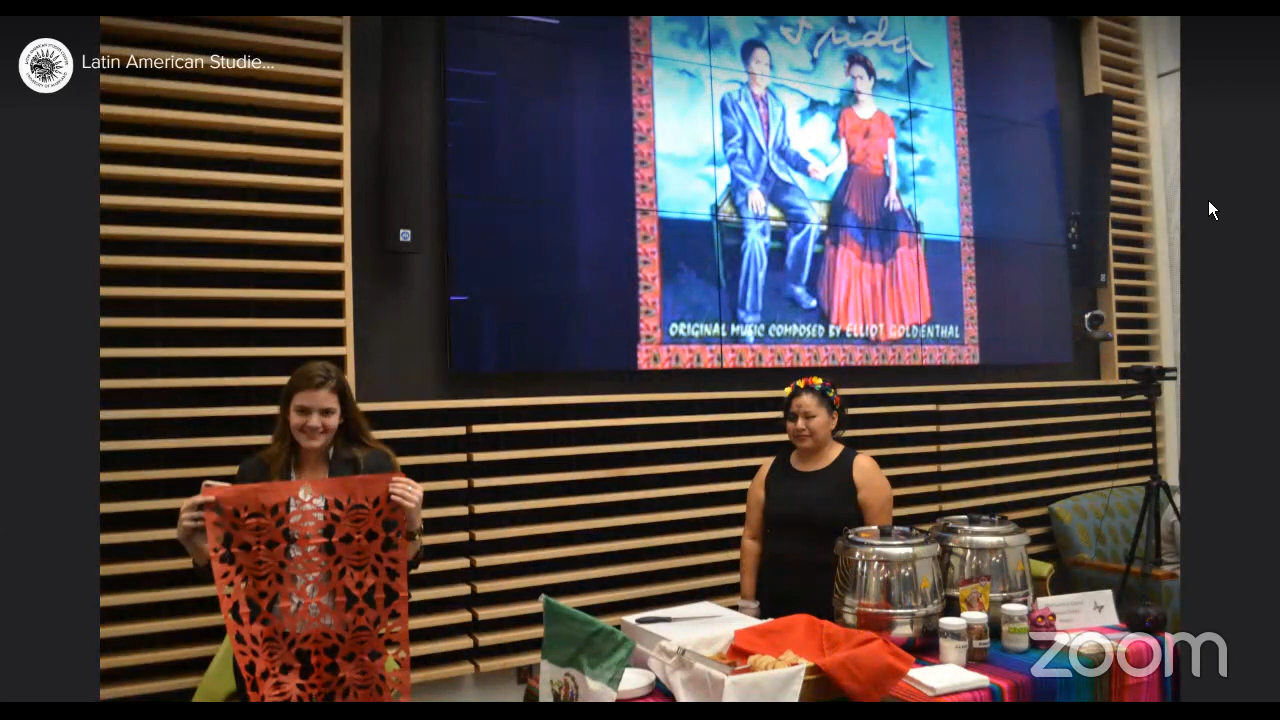 Latin American Studie...
Frida
ORIGINAL MUSIC COMPOSED BY ELLIOT GOLDENTHAL
zoom